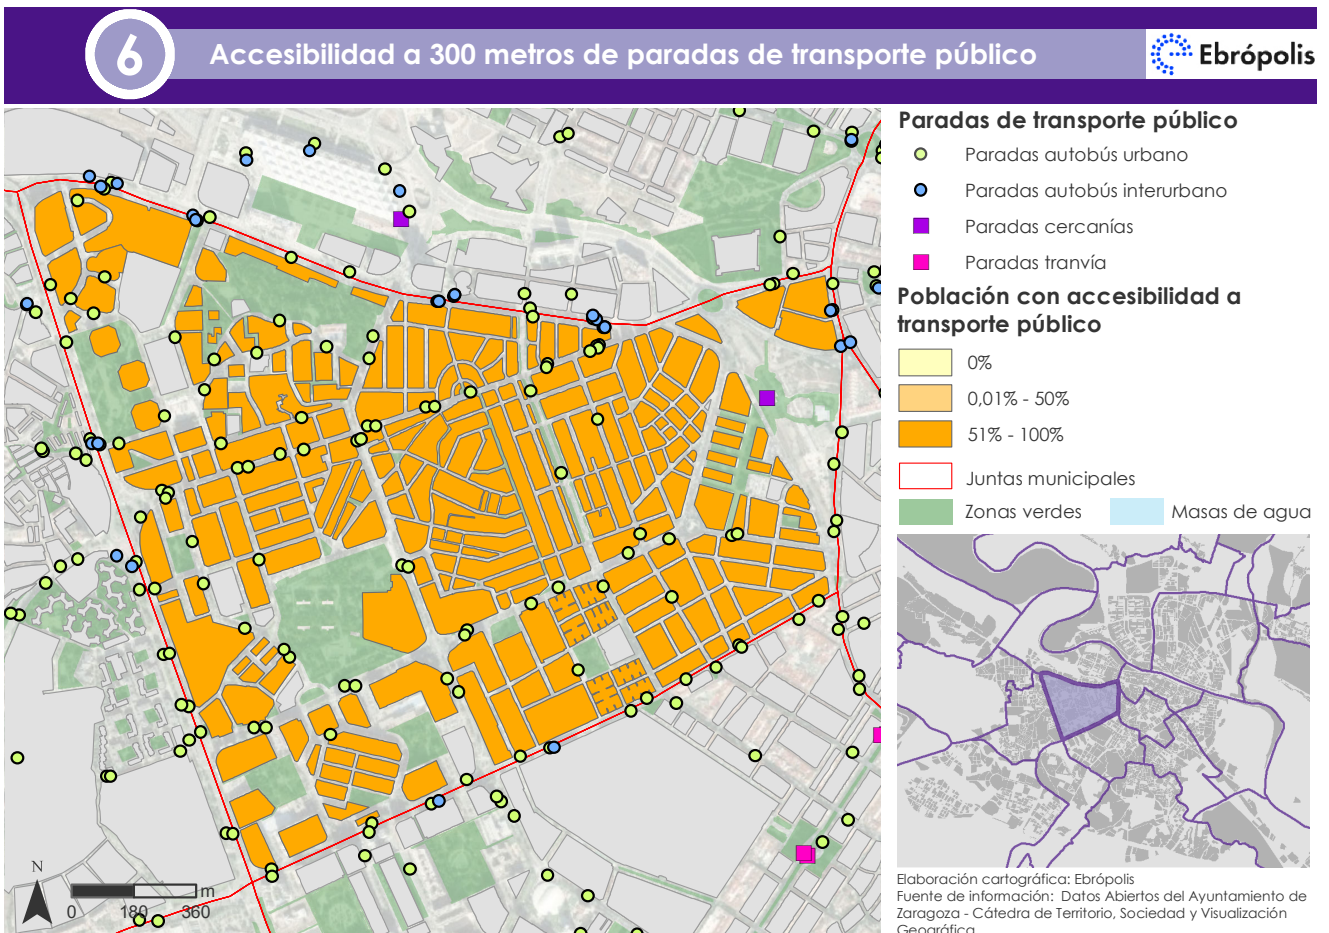 6
Accesibilidad a 300 metros de paradas de transporte público
Ebrópolis
Paradas de transporte público
Paradas autobús urbano
Paradas autobús interurbano
Paradas cercanías
Paradas tranvía
Población con accesibilidad a
transporte público
0%
0,01% - 50%
51% - 100%
Juntas municipales
Zonas verdes
Masas de agua
N
m
0 180 360
Elaboración cartográfica: Ebrópolis
Fuente de información: Datos Abiertos del Ayuntamiento de
Zaragoza - Cátedra de Territorio, Sociedad y Visualización
Geográfica